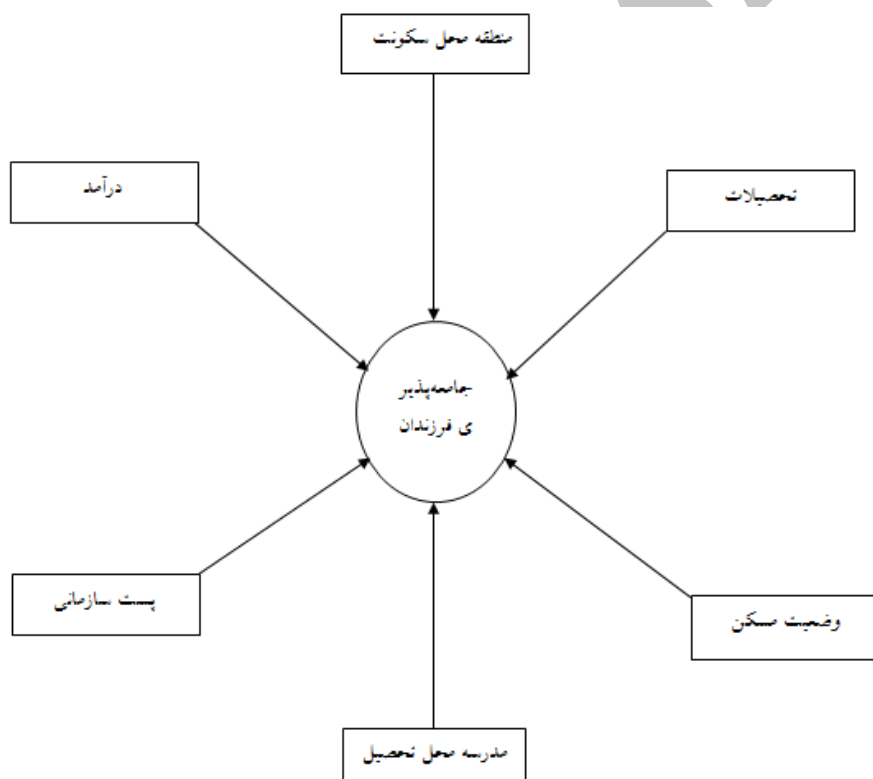 منطقه محل سکونت
تحصیلات
درآمد
جامعه‌پذیر
ی فرزندان
پست سازمانی
وضعیت مسکن
مدرسه محل تحصیل